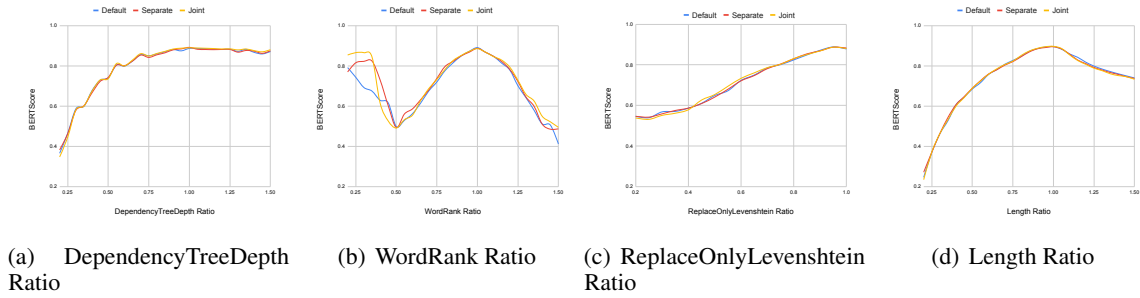 Default Separate Joint
1.0
0.8
0.6
0.4
0.2
BERTScore
0.25 0.50 0.75 1.00 1.25 1.50
DependencyTreeDepth Ratio
(a) DependencyTreeDepth
Ratio
Default Separate Joint
1.0
0.8
0.6
0.4
0.2
BERTScore
0.25 0.50 0.75 1.00 1.25 1.50
WordRank Ratio
(b) WordRank Ratio
Default Separate Joint
1.0
0.8
0.6
0.4
0.2
BERTScore
0.2 0.4 0.6 0.8 1.0
ReplaceOnlyLevenshtein Ratio
(c) ReplaceOnlyLevenshtein
Ratio
Default Separate Joint
1.0
0.8
0.6
0.4
0.2
BERTScore
0.25 0.50 0.75 1.00 1.25 1.50
Length Ratio
(d) Length Ratio